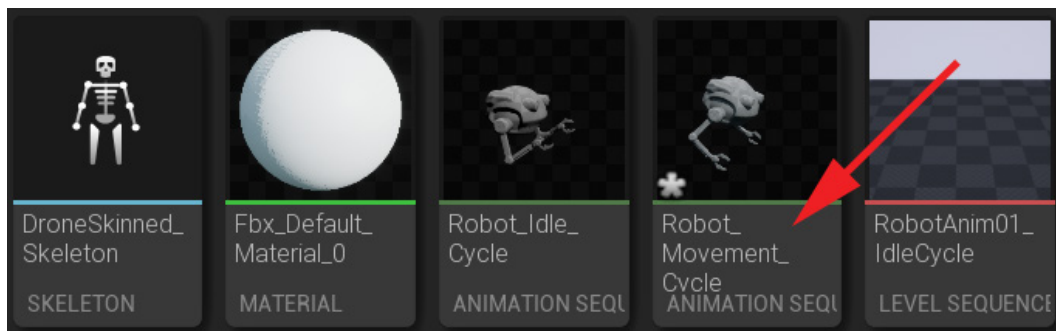 DroneSkinned_
Skeleton
SKELETON
Fbx_Default_
Material_0
MATERIAL
Robot_Idle_
Cycle
ANIMATION SEQU
Robot_
Movement_
Cycle
ANIMATION SEQU
RobotAnim01_
IdleCycle
LEVEL SEQUENCE